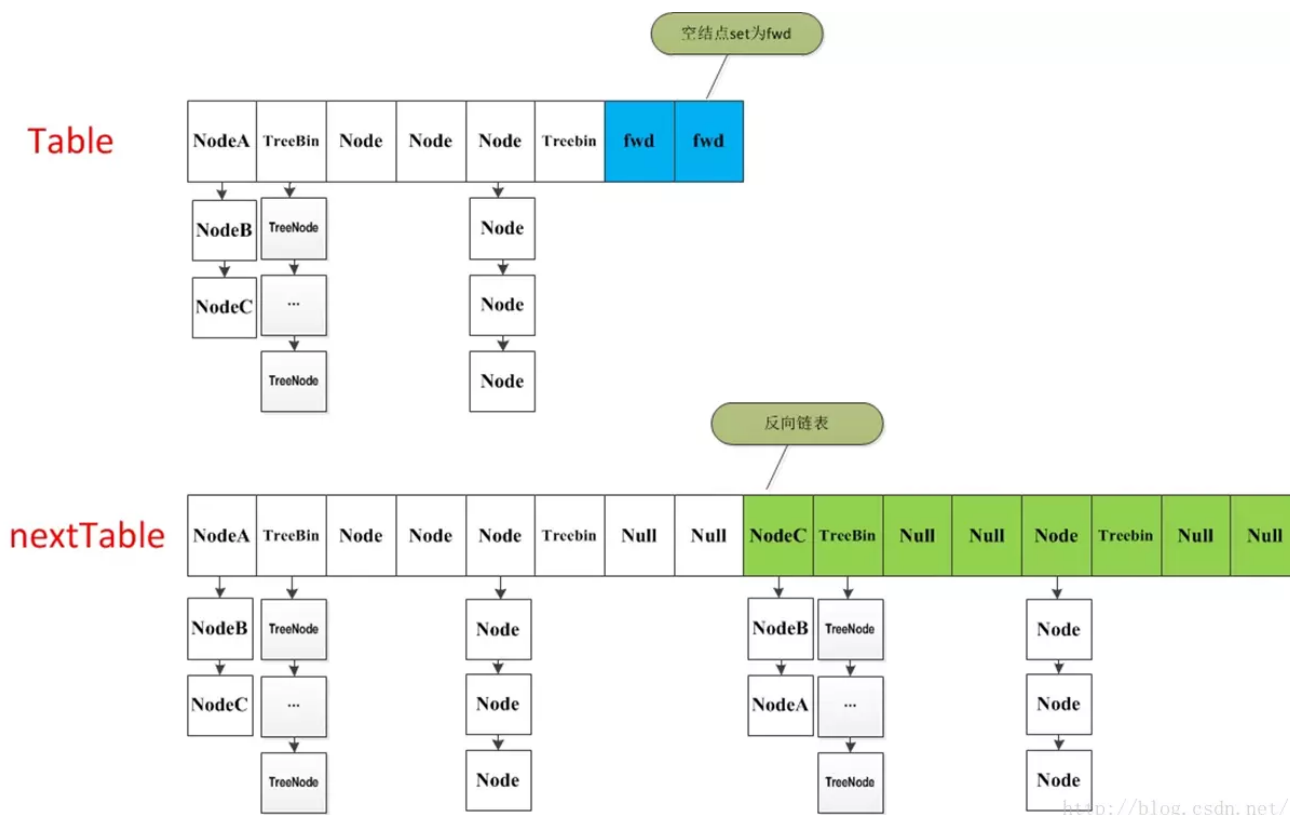 空结点set为fwd
Table
NodeA TreeBin Node Node Node Treebin fwd fwd
NodeB TreeNode Node
NodeC ... Node
TreeNode Node
反向链表
nextTable
NodeA TreeBin Node Node Node Treebin Null Null NodeC TreeBin Null Null Node Treebin Null Null
NodeB TreeNode Node NodeB TreeNode Node
NodeC ... Node NodeA ... Node
TreeNode Node TreeNode Node
http://blog.csdn.net/